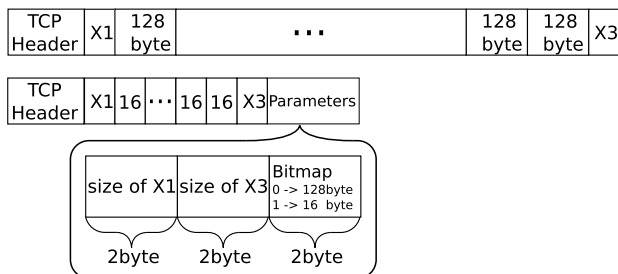 TCP Header X1 128 byte ... 128 byte 128 byte X3
TCP Header X1 16 ... 16 16 X3 Parameters
size of X1 size of X3 Bitmap
0 -> 128byte
1 -> 16 byte
2byte 2byte 2byte